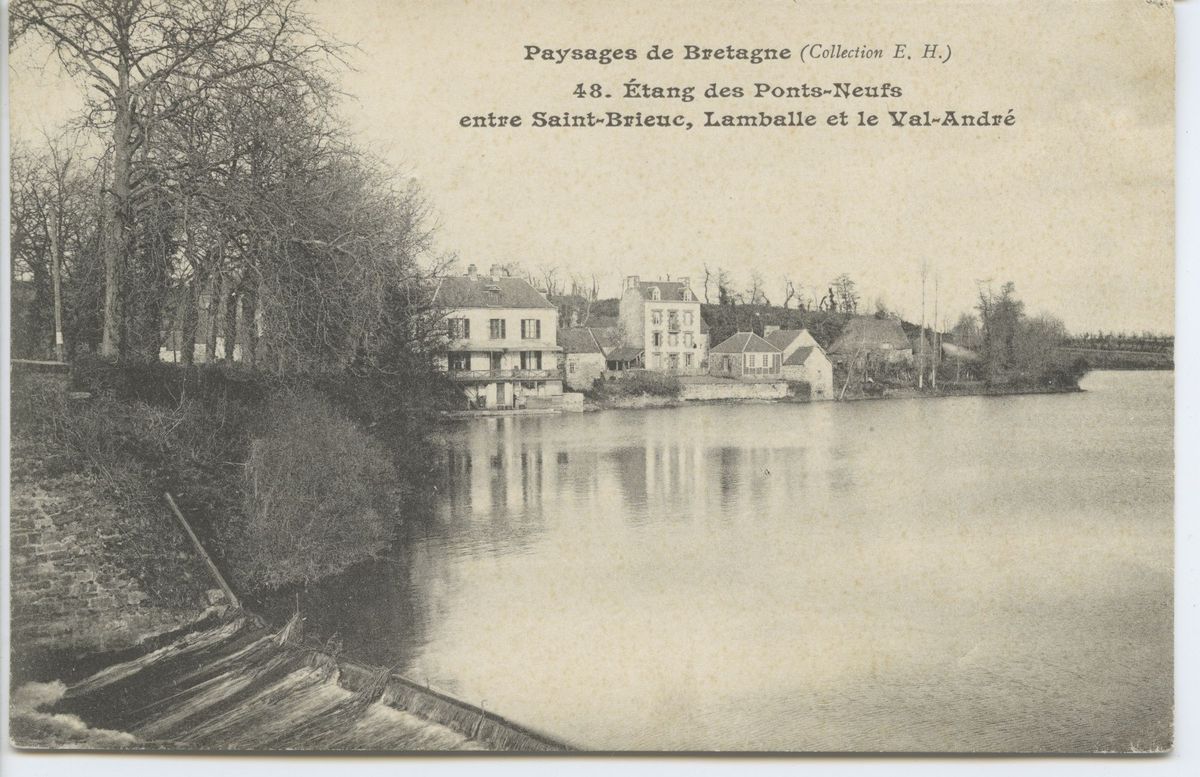 Paysages de Bretagne (Collection E. H.)
48. Étang des Ponts-Neufs
entre Saint-Brieuc, Lamballe et le Val-André